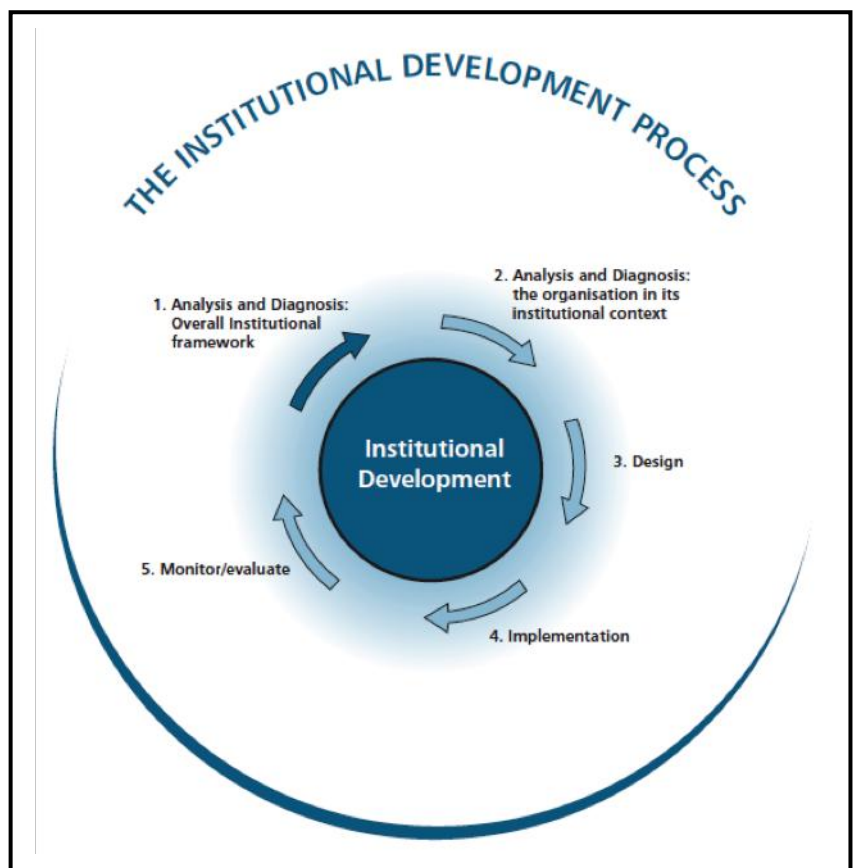 THE INSTITUTIONAL DEVELOPMENT PROCESS
1. Analysis and Diagnosis:
Overall Institutional
framework
2. Analysis and Diagnosis:
the organisation in its
institutional context
Institutional
Development
3. Design
5. Monitor/evaluate
4. Implementation